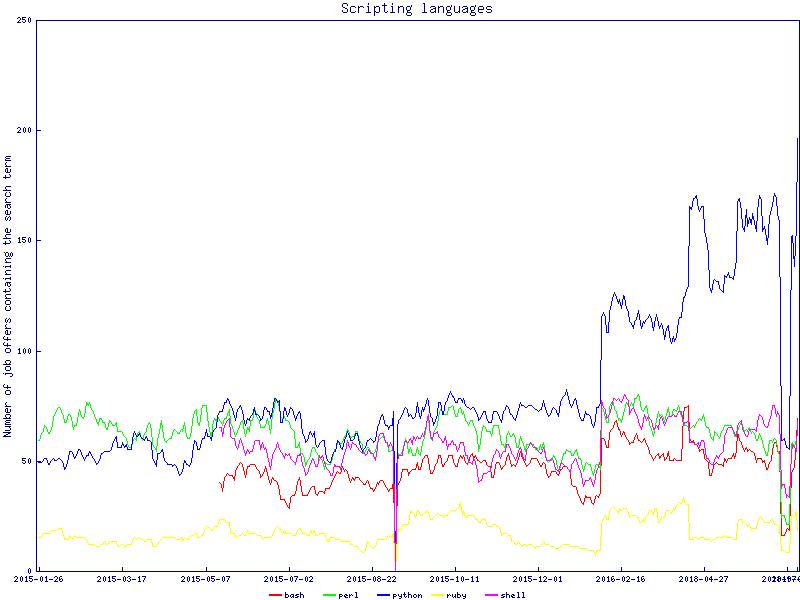 Scripting languages
Number of job offers containing the search term
250
200
150
100
50
0
2015-01-26 2015-03-17 2015-05-07 2015-07-02 2015-08-22 2015-10-11 2015-12-01 2016-02-16 2018-04-27
bash perl python ruby shell